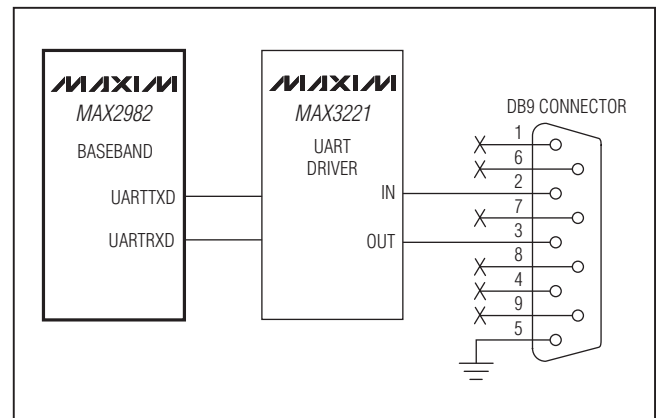 MAXIM
MAX2982
BASEBAND
UARTTXD
UARTRXD
MAXIM
MAX3221
UART
DRIVER
IN
OUT
DB9 CONNECTOR
1
6
2
7
3
8
4
9
5